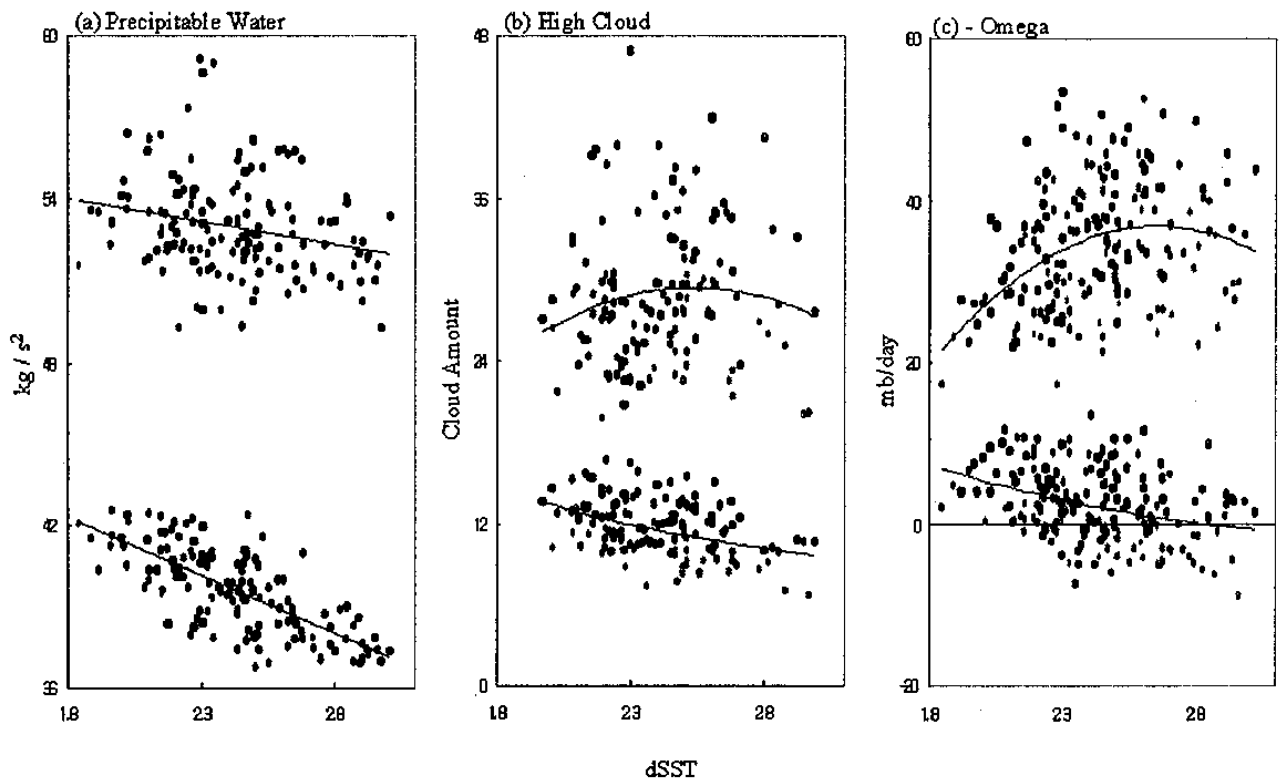 (a) Precipitable Water
60
54
48
42
36
kg / s²
1.8 23 28
(b) High Cloud
48
36
24
12
0
Cloud Amount
1.8 23 28
(c) - Omega
60
40
20
0
-20
mb/day
1.8 23 28
dSST